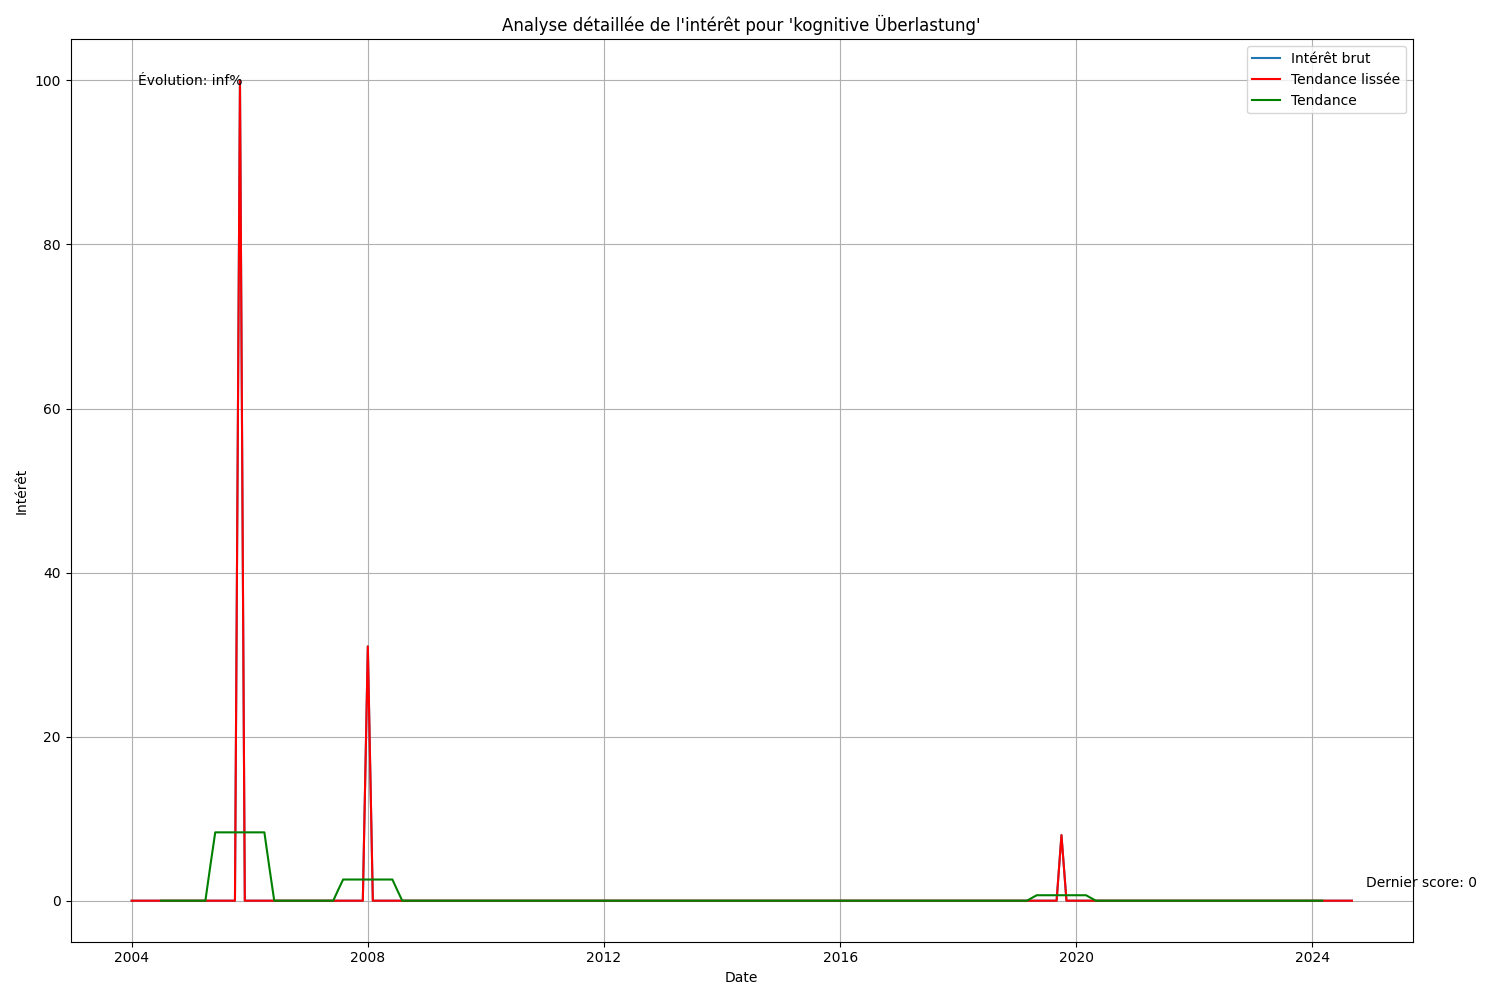 Analyse détaillée de l'intérêt pour 'kognitive Überlastung'
Évolution: inf%
Intérêt brut
Tendance lissée
Tendance
100
80
60
40
20
0
Intérêt
Dernier score: 0
2004
2008
2012
2016
2020
2024
Date